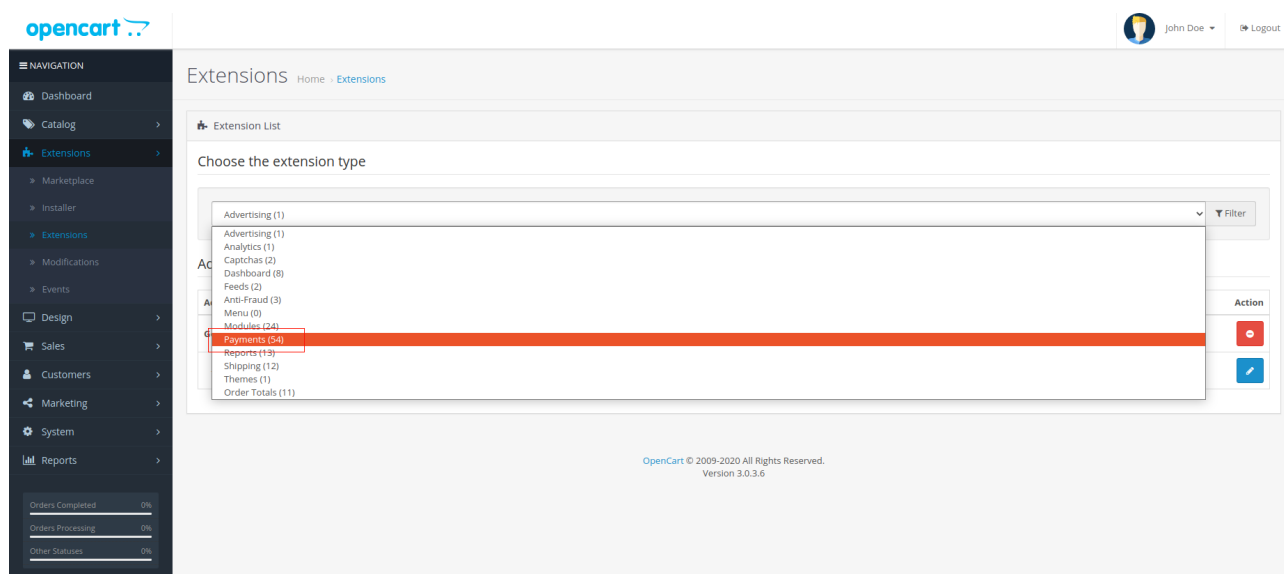 opencart
John Doe
Logout
NAVIGATION
Dashboard
Catalog
Extensions
Marketplace
Installer
Extensions
Modifications
Events
Design
Sales
Customers
Marketing
System
Reports
Orders Completed 0%
Orders Processing 0%
Other Statuses 0%
Extensions Home › Extensions
Extension List
Choose the extension type
Advertising (1)
Filter
Advertising (1)
Analytics (1)
Captchas (2)
Dashboard (8)
Feeds (2)
Anti-Fraud (3)
Menu (0)
Modules (24)
Payments (54)
Reports (13)
Shipping (12)
Themes (1)
Order Totals (11)
Action
OpenCart © 2009-2020 All Rights Reserved.
Version 3.0.3.6